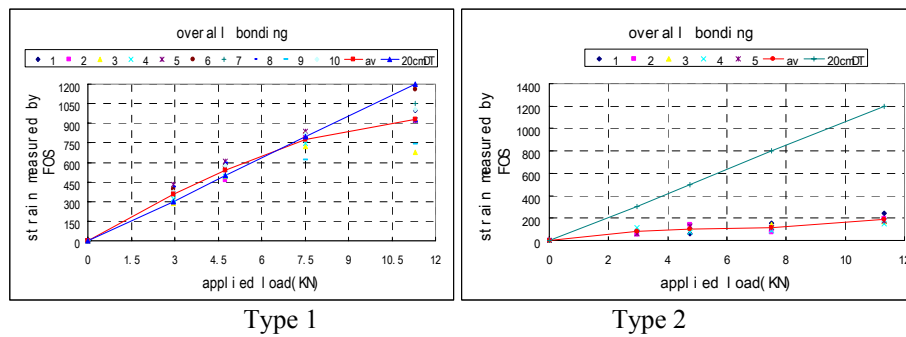 overall bonding
1 2 3 4 5 6 7 8 9 10 av 20cmDT
1200
1050
900
750
600
450
300
150
0
0 1.5 3 4.5 6 7.5 9 10.5 12
strain measured by FOS
applied load(KN)
Type 1
overall bonding
1 2 3 4 5 av 20cmDT
1400
1200
1000
800
600
400
200
0
0 2 4 6 8 10 12
strain measured by FOS
applied load(KN)
Type 2